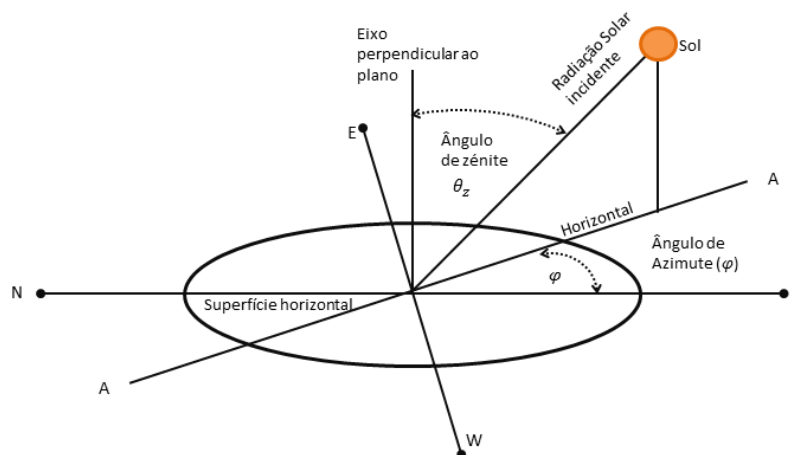 Eixo
perpendicular ao
plano
Radiação Solar
incidente
Sol
E
Ângulo
de zénite
θz
A
Horizontal
Ângulo de
Azimute (φ)
φ
N
Superfície horizontal
A
W